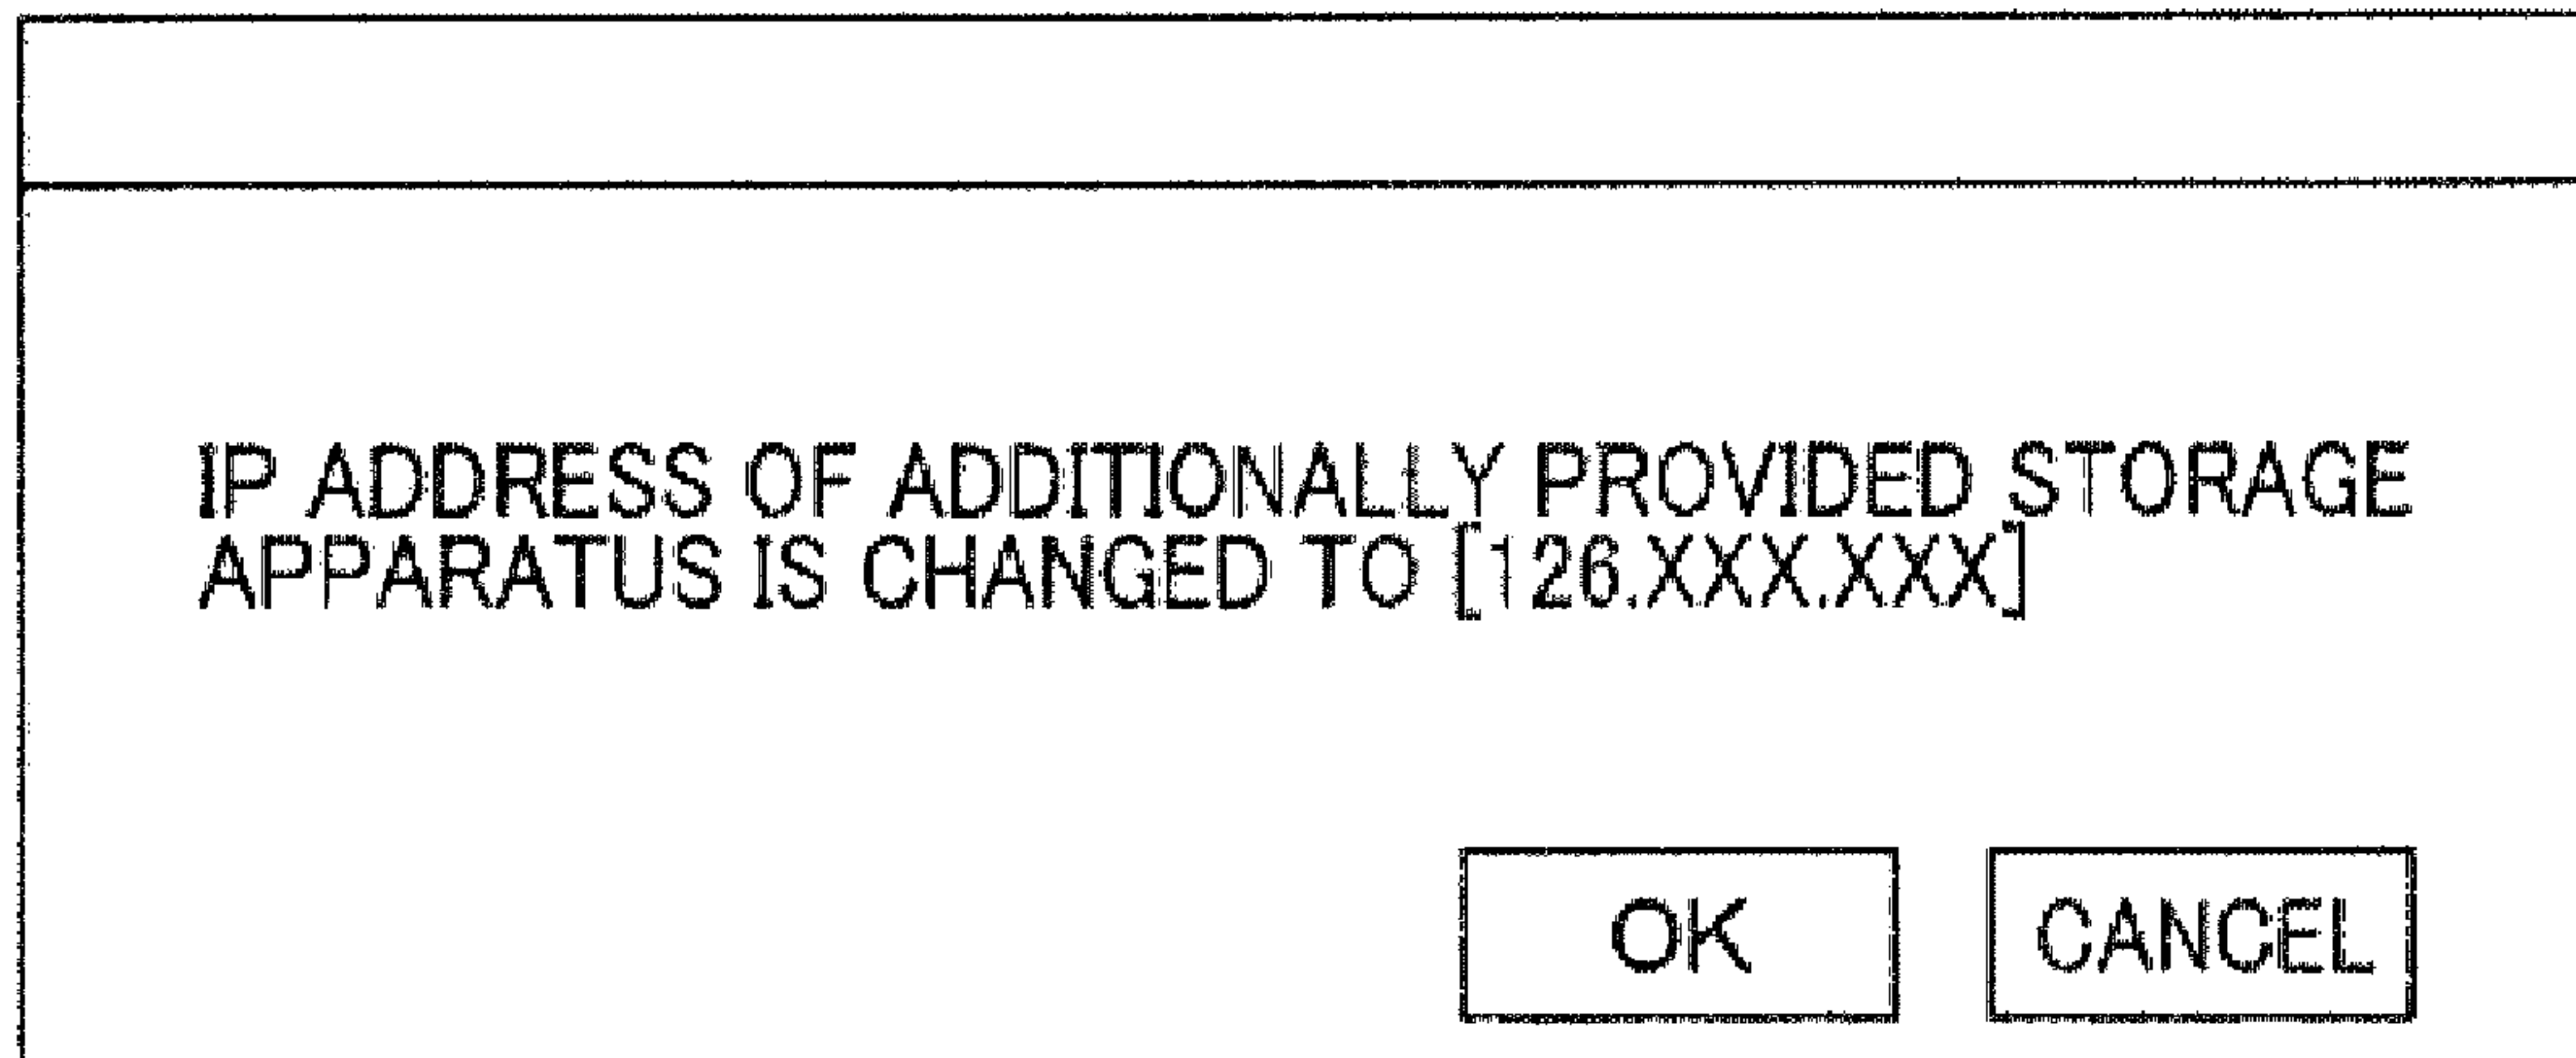 IP ADDRESS OF ADDITIONALLY PROVIDED STORAGE
APPARATUS IS CHANGED TO [126.XXX.XXX]
OK
CANCEL